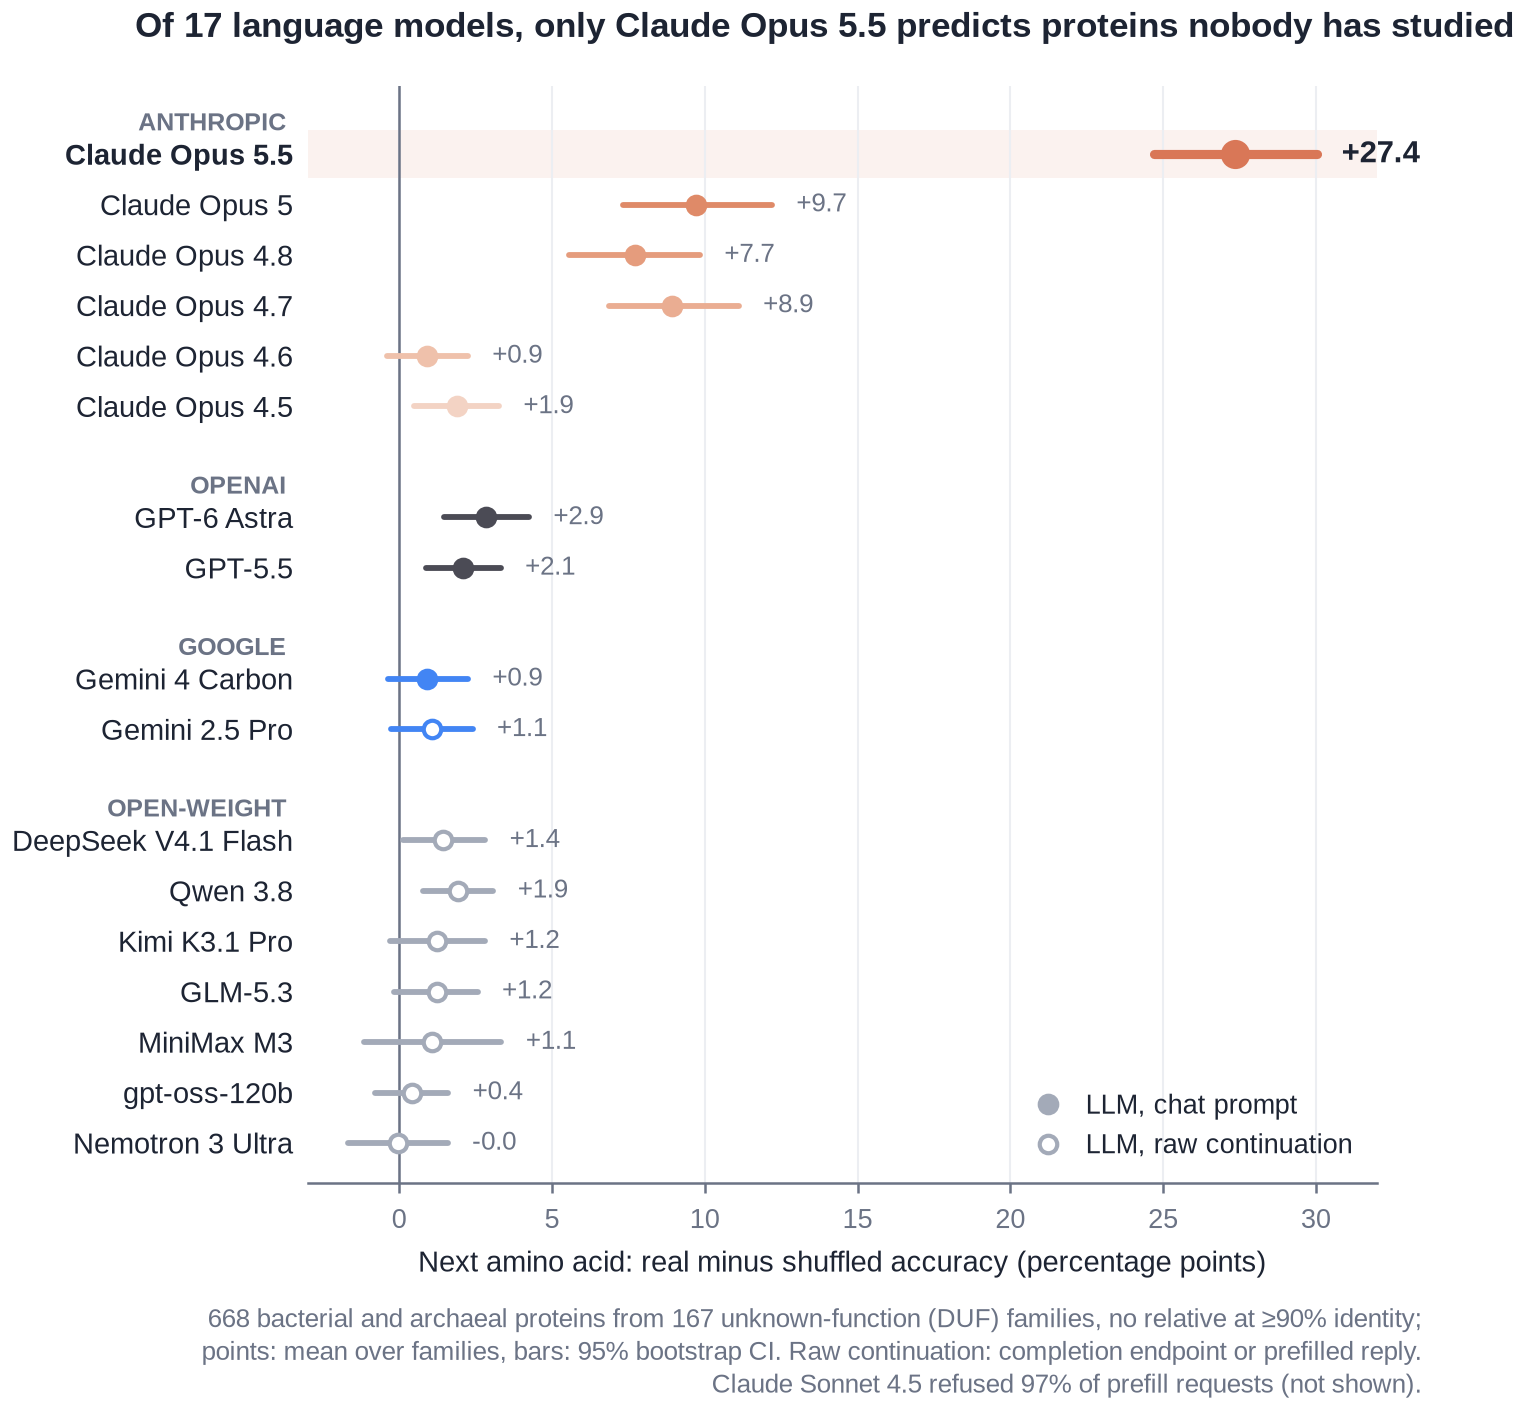 Of 17 language models, only Claude Opus 5.5 predicts proteins nobody has studied
ANTHROPIC
Claude Opus 5.5 +27.4
Claude Opus 5 +9.7
Claude Opus 4.8 +7.7
Claude Opus 4.7 +8.9
Claude Opus 4.6 +0.9
Claude Opus 4.5 +1.9
OPENAI
GPT-6 Astra +2.9
GPT-5.5 +2.1
GOOGLE
Gemini 4 Carbon +0.9
Gemini 2.5 Pro +1.1
OPEN-WEIGHT
DeepSeek V4.1 Flash +1.4
Qwen 3.8 +1.9
Kimi K3.1 Pro +1.2
GLM-5.3 +1.2
MiniMax M3 +1.1
gpt-oss-120b +0.4
Nemotron 3 Ultra -0.0
LLM, chat prompt
LLM, raw continuation
0 5 10 15 20 25 30
Next amino acid: real minus shuffled accuracy (percentage points)
668 bacterial and archaeal proteins from 167 unknown-function (DUF) families, no relative at ≥90% identity;
points: mean over families, bars: 95% bootstrap CI. Raw continuation: completion endpoint or prefilled reply.
Claude Sonnet 4.5 refused 97% of prefill requests (not shown).